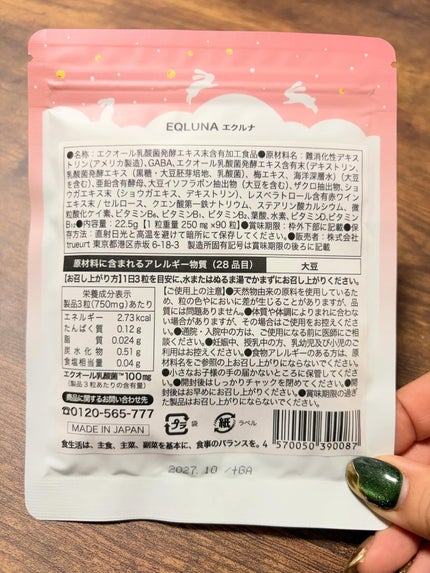 EQLUNA エクルナ
●名称：エクオール乳酸菌発酵エキス末含有加工食品●原材料名：難消化性デキス
トリン(アメリカ製造)、GABA、エクオール乳酸菌発酵エキス末含有末(デキストリン、
乳酸菌発酵エキス(黒糖・大豆胚芽培地、乳酸菌)、梅エキス、海洋深層水)(大豆
を含む)、亜鉛含有酵母、大豆イソフラボン抽出物(大豆を含む)、ザクロ抽出物、ショ
ウガエキス末(ショウガエキス、デキストリン)、レスベラトロール含有赤ワイン
エキス末／セルロース、クエン酸第一鉄ナトリウム、ステアリン酸カルシウム、微
粒酸化ケイ素、ビタミンB₆、ビタミンB₁、ビタミンB₂、葉酸、水素、ビタミンD、ビタミン
B₁₂●内容量：22.5g【1粒重量 250mg×90粒】●賞味期限：枠外下部に記載●保
存方法：直射日光と高温を避けて暗所にて保存してください。●販売者：株式会社
trueurt 東京都港区赤坂6-18-3 製造所固有記号は賞味期限の後ろに記載
原材料に含まれるアレルギー物質（28品目）
大豆
【お召し上がり方】1日3粒を目安に、水またはぬるま湯でかまずにお召し上がりください。
栄養成分表示
製品3粒(750mg)あたり
エネルギー 2.73kcal
たんぱく質 0.12g
脂質 0.024g
炭水化物 0.51g
食塩相当量 0.04g
エクオール乳酸菌™ 100mg
(製品3粒あたりの含有量)
商品に関するお問い合わせ先
☎0120-565-777
MADE IN JAPAN
【ご使用上の注意】●天然物由来の原料を使用しているた
め、粒の色やにおいに差が生じることがありますが、品
質には問題ありません。●体質や体調によりまれに合わ
ない場合がありますが、その場合はご使用をお控えくださ
い。●通院・入院中の方は、ご使用になる前に医師にご相
談ください。●妊娠中、授乳中の方、乳幼児及び小児のご
利用はお控えください。●食物アレルギーのある方は、原
材料名をご参照の上お召し上がりにならないでください。
●小さなお子様の手の届かないところに保管してくださ
い。●開封後はしっかりチャックを閉めてください。●開
封後はお早めにお召し上がりください。●賞味期限の過ぎ
た製品はお召し上がりにならないでください。
プラ 袋
紙 ラベル
食生活は、主食、主菜、副菜を基本に、食事のバランスを。
4 570050 390087
2027.10 /+GA